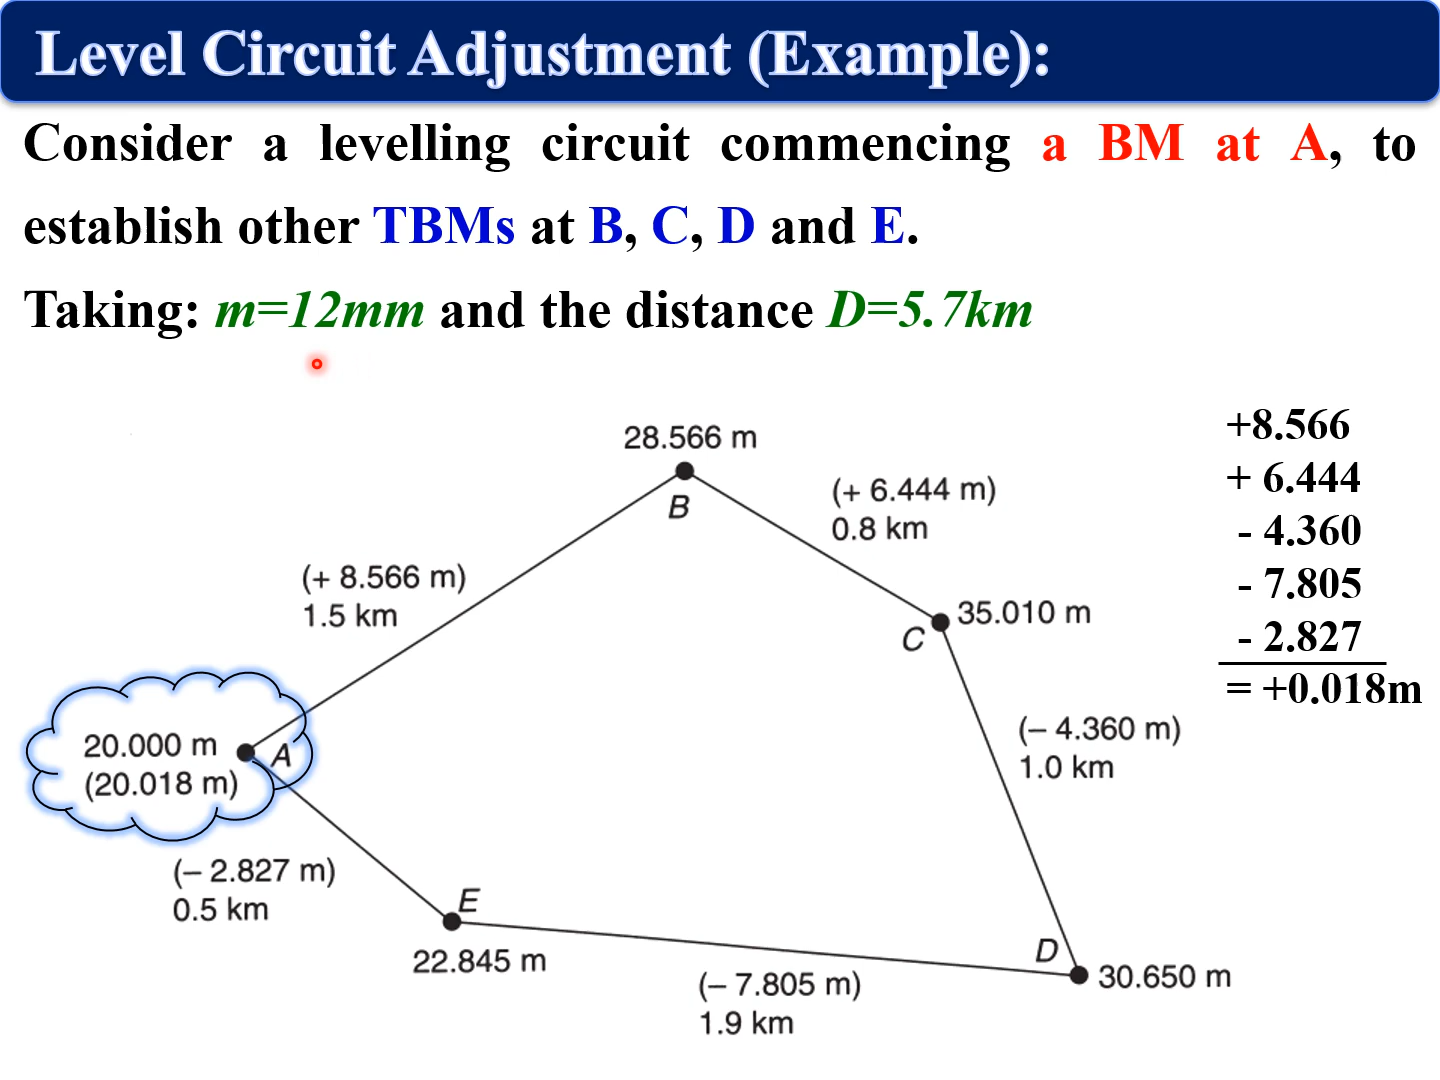 Level Circuit Adjustment (Example):
Consider a levelling circuit commencing a BM at A, to
establish other TBMs at B, C, D and E.
Taking: m=12mm and the distance D=5.7km
28.566 m
B
(+ 6.444 m)
0.8 km
(+ 8.566 m)
1.5 km
35.010 m
C
20.000 m
(20.018 m)
A
(– 4.360 m)
1.0 km
(– 2.827 m)
0.5 km
E
22.845 m
D
30.650 m
(– 7.805 m)
1.9 km
+8.566
+ 6.444
- 4.360
- 7.805
- 2.827
= +0.018m